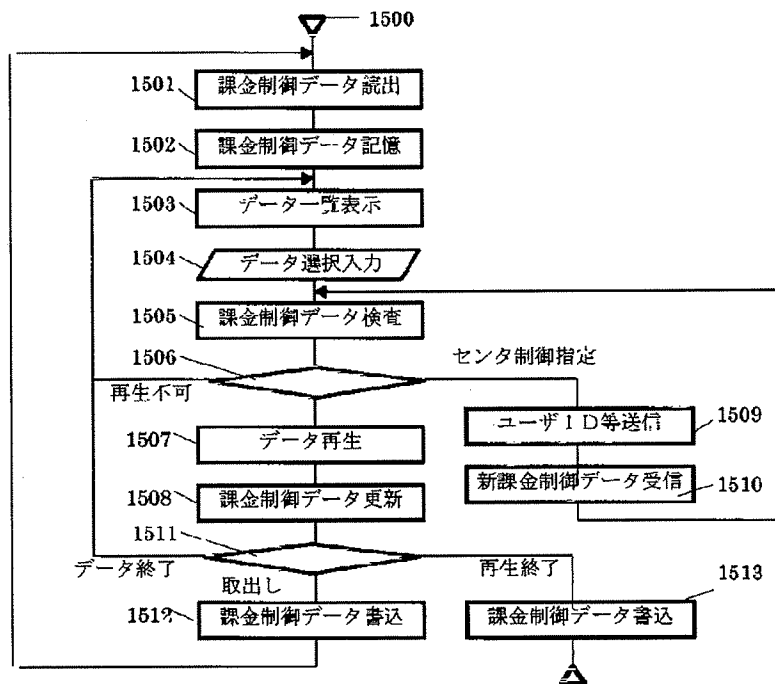 1500
1501
課金制御データ読出
1502
課金制御データ記憶
1503
データ一覧表示
1504
データ選択入力
1505
課金制御データ検査
1506
センタ制御指定
再生不可
1507
データ再生
ユーザID等送信
1509
1508
課金制御データ更新
新課金制御データ受信
1510
1511
データ終了
取出し
再生終了
1513
1512
課金制御データ書込
課金制御データ書込